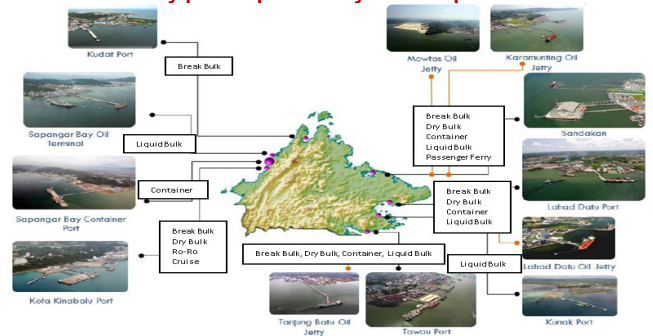 Kudat Port
Break Bulk
Mowtas Oil
Jetty
Karamunting Oil
Jetty
Sapangar Bay Oil
Terminal
Liquid Bulk
Break Bulk
Dry Bulk
Container
Liquid Bulk
Passenger Ferry
Sandakan
Container
Sapangar Bay Container
Port
Break Bulk
Dry Bulk
Container
Liquid Bulk
Lahad Datu Port
Break Bulk
Dry Bulk
Ro-Ro
Cruise
Kota Kinabalu Port
Break Bulk, Dry Bulk, Container, Liquid Bulk
Liquid Bulk
Lahad Datu Oil Jetty
Tanjung Batu Oil
Jetty
Tawau Port
Kunak Port